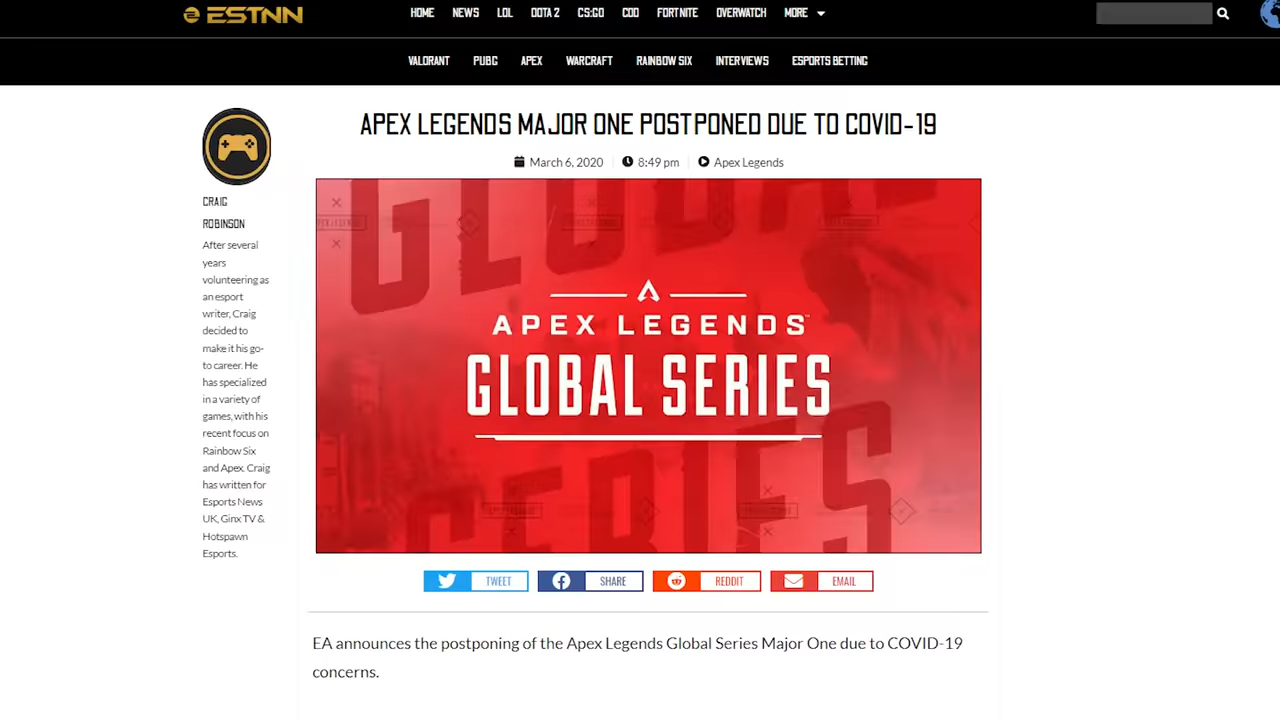 ESTNN
HOME NEWS LOL DOTA 2 CS:GO COD FORTNITE OVERWATCH MORE
VALORANT PUBG APEX WARCRAFT RAINBOW SIX INTERVIEWS ESPORTS BETTING
CRAIG
ROBINSON
After several
years
volunteering as
an esport
writer, Craig
decided to
make it his go-
to career. He
has specialized
in a variety of
games, with his
recent focus on
Rainbow Six
and Apex. Craig
has written for
Esports News
UK, Ginx TV &
Hotspawn
Esports.
APEX LEGENDS MAJOR ONE POSTPONED DUE TO COVID-19
March 6, 2020 8:49 pm Apex Legends
GLOBAL
APEX LEGENDS™
GLOBAL SERIES
SERIES
TWEET SHARE REDDIT EMAIL
EA announces the postponing of the Apex Legends Global Series Major One due to COVID-19
concerns.